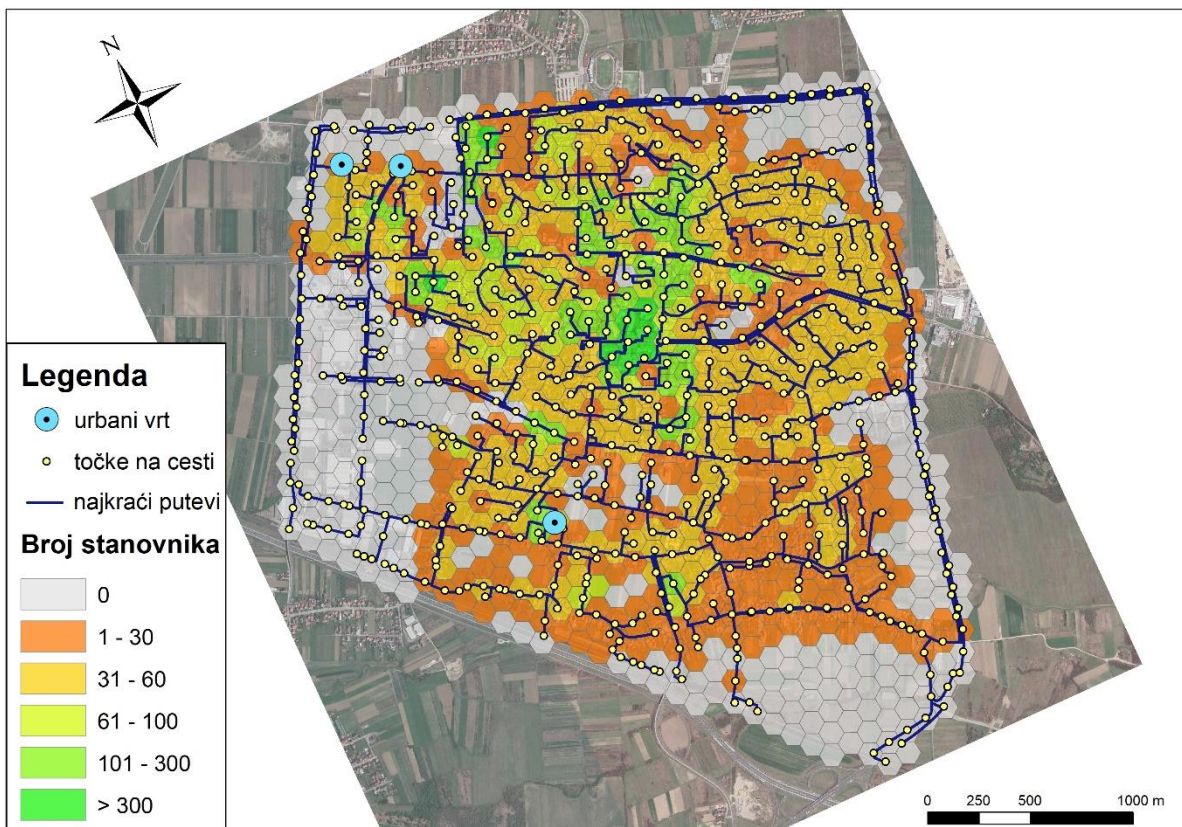 N
Legenda
urbani vrt
točke na cesti
najkraći putevi
Broj stanovnika
0
1 - 30
31 - 60
61 - 100
101 - 300
> 300
0 250 500 1000 m